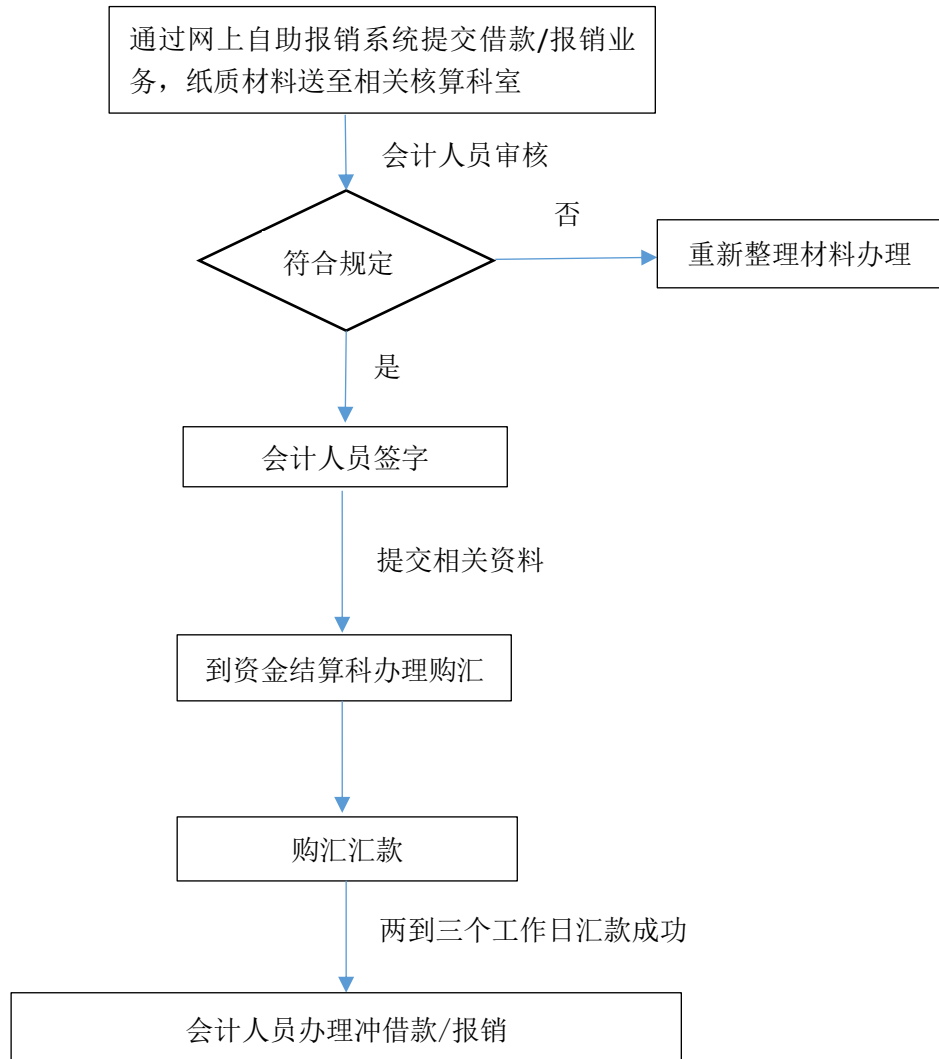 通过网上自助报销系统提交借款/报销业
务，纸质材料送至相关核算科室
会计人员审核
否
符合规定
重新整理材料办理
是
会计人员签字
提交相关资料
到资金结算科办理购汇
购汇汇款
两到三个工作日汇款成功
会计人员办理冲借款/报销